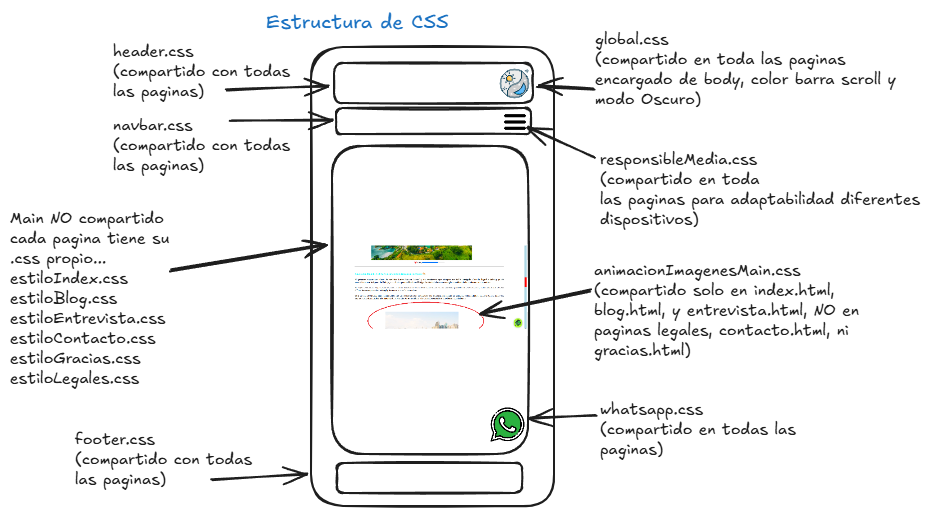 Estructura de CSS
header.css
(compartido con todas
las paginas)
navbar.css
(compartido con todas
las paginas)
Main NO compartido
cada pagina tiene su
.css propio...
estiloIndex.css
estiloBlog.css
estiloEntrevista.css
estiloContacto.css
estiloGracias.css
estiloLegales.css
footer.css
(compartido con todas
las paginas)
global.css
(compartido en toda las paginas
encargado de body, color barra scroll y
modo Oscuro)
responsibleMedia.css
(compartido en toda
las paginas para adaptabilidad diferentes
dispositivos)
animacionImagenesMain.css
(compartido solo en index.html,
blog.html, y entrevista.html, NO en
paginas legales, contacto.html, ni
gracias.html)
whatsapp.css
(compartido en todas las
paginas)